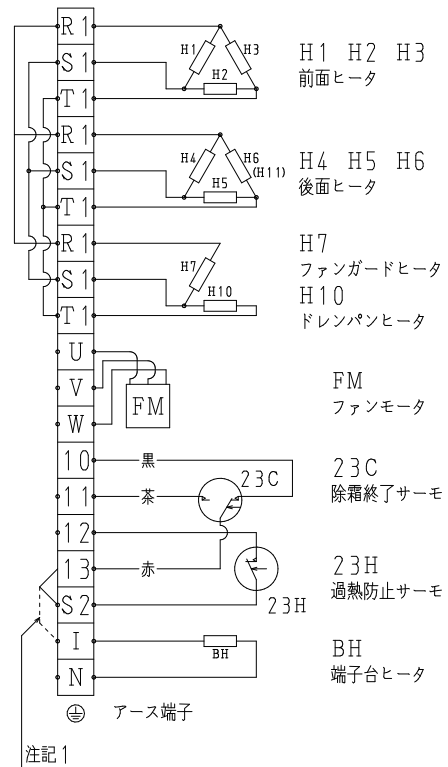 R1
S1
T1
R1
S1
T1
R1
S1
T1
U
V
W
10
11
12
13
S2
I
N
アース端子
注記1
H1
H3
H2
H1 H2 H3
前面ヒータ
H4
H6
(H11)
H5
H4 H5 H6
後面ヒータ
H7
H10
H7
ファンガードヒータ
H10
ドレンパンヒータ
FM
FM
ファンモータ
黒
茶
赤
23C
23C
除霜終了サーモ
23H
23H
過熱防止サーモ
BH
BH
端子台ヒータ